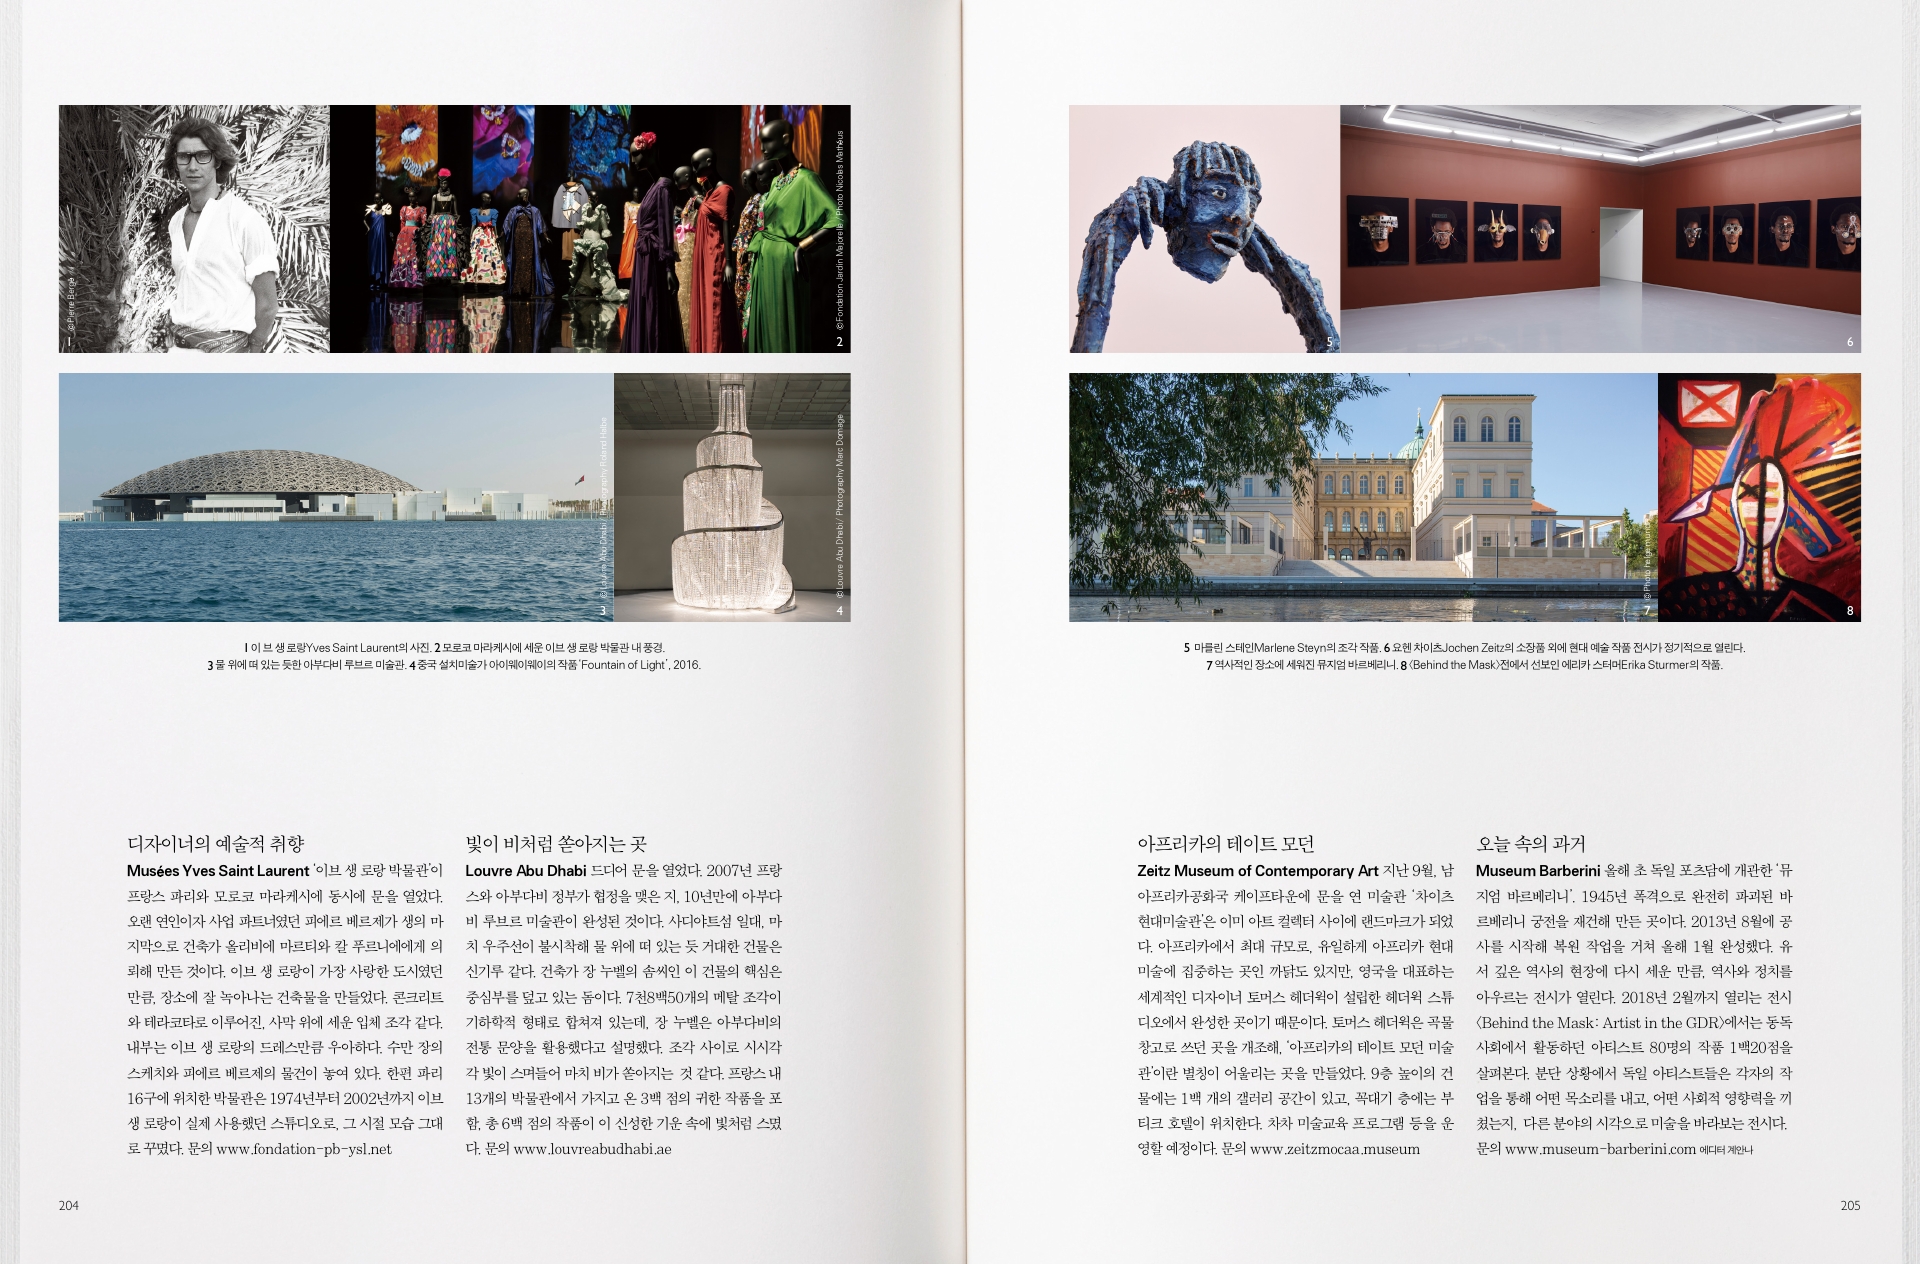 ©Pierre Bergé
1
©Fondation Jardin Majorelle / Photo Nicolas Mathéus
2
© Louvre Abu Dhabi / Photography Roland Halbe
3
© Louvre Abu Dhabi / Photography Marc Domage
4
1 이 브 생 로랑Yves Saint Laurent의 사진. 2 모로코 마라케시에 세운 이브 생 로랑 박물관 내 풍경.
3 물 위에 떠 있는 듯한 아부다비 루브르 미술관. 4 중국 설치미술가 아이웨이웨이의 작품 'Fountain of Light', 2016.
디자이너의 예술적 취향
Musées Yves Saint Laurent '이브 생 로랑 박물관'이
프랑스 파리와 모로코 마라케시에 동시에 문을 열었다.
오랜 연인이자 사업 파트너였던 피에르 베르제가 생의 마
지막으로 건축가 올리비에 마르티와 칼 푸르니에에게 의
뢰해 만든 것이다. 이브 생 로랑이 가장 사랑한 도시였던
만큼, 장소에 잘 녹아나는 건축물을 만들었다. 콘크리트
와 테라코타로 이루어진, 사막 위에 세운 입체 조각 같다.
내부는 이브 생 로랑의 드레스만큼 우아하다. 수만 장의
스케치와 피에르 베르제의 물건이 놓여 있다. 한편 파리
16구에 위치한 박물관은 1974년부터 2002년까지 이브
생 로랑이 실제 사용했던 스튜디오로, 그 시절 모습 그대
로 꾸몄다. 문의 www.fondation-pb-ysl.net
빛이 비처럼 쏟아지는 곳
Louvre Abu Dhabi 드디어 문을 열었다. 2007년 프랑
스와 아부다비 정부가 협정을 맺은 지, 10년만에 아부다
비 루브르 미술관이 완성된 것이다. 사디야트섬 일대, 마
치 우주선이 불시착해 물 위에 떠 있는 듯 거대한 건물은
신기루 같다. 건축가 장 누벨의 솜씨인 이 건물의 핵심은
중심부를 덮고 있는 돔이다. 7천8백50개의 메탈 조각이
기하학적 형태로 합쳐져 있는데, 장 누벨은 아부다비의
전통 문양을 활용했다고 설명했다. 조각 사이로 시시각
각 빛이 스며들어 마치 비가 쏟아지는 것 같다. 프랑스 내
13개의 박물관에서 가지고 온 3백 점의 귀한 작품을 포
함, 총 6백 점의 작품이 이 신성한 기운 속에 빛처럼 스몄
다. 문의 www.louvreabudhabi.ae
204
5
6
© Photo helge mundt
7
8
5 마를린 스테인Marlene Steyn의 조각 작품. 6 요헨 차이츠Jochen Zeitz의 소장품 외에 현대 예술 작품 전시가 정기적으로 열린다.
7 역사적인 장소에 세워진 뮤지엄 바르베리니. 8 〈Behind the Mask〉전에서 선보인 에리카 스터머Erika Sturmer의 작품.
아프리카의 테이트 모던
Zeitz Museum of Contemporary Art 지난 9월, 남
아프리카공화국 케이프타운에 문을 연 미술관 '차이츠
현대미술관'은 이미 아트 컬렉터 사이에 랜드마크가 되었
다. 아프리카에서 최대 규모로, 유일하게 아프리카 현대
미술에 집중하는 곳인 까닭도 있지만, 영국을 대표하는
세계적인 디자이너 토머스 헤더윅이 설립한 헤더윅 스튜
디오에서 완성한 곳이기 때문이다. 토머스 헤더윅은 곡물
창고로 쓰던 곳을 개조해, '아프리카의 테이트 모던 미술
관'이란 별칭이 어울리는 곳을 만들었다. 9층 높이의 건
물에는 1백 개의 갤러리 공간이 있고, 꼭대기 층에는 부
티크 호텔이 위치한다. 차차 미술교육 프로그램 등을 운
영할 예정이다. 문의 www.zeitzmocaa.museum
오늘 속의 과거
Museum Barberini 올해 초 독일 포츠담에 개관한 '뮤
지엄 바르베리니'. 1945년 폭격으로 완전히 파괴된 바
르베리니 궁전을 재건해 만든 곳이다. 2013년 8월에 공
사를 시작해 복원 작업을 거쳐 올해 1월 완성했다. 유
서 깊은 역사의 현장에 다시 세운 만큼, 역사와 정치를
아우르는 전시가 열린다. 2018년 2월까지 열리는 전시
〈Behind the Mask: Artist in the GDR〉에서는 동독
사회에서 활동하던 아티스트 80명의 작품 1백20점을
살펴본다. 분단 상황에서 독일 아티스트들은 각자의 작
업을 통해 어떤 목소리를 내고, 어떤 사회적 영향력을 끼
쳤는지, 다른 분야의 시각으로 미술을 바라보는 전시다.
문의 www.museum-barberini.com 에디터 계안나
205